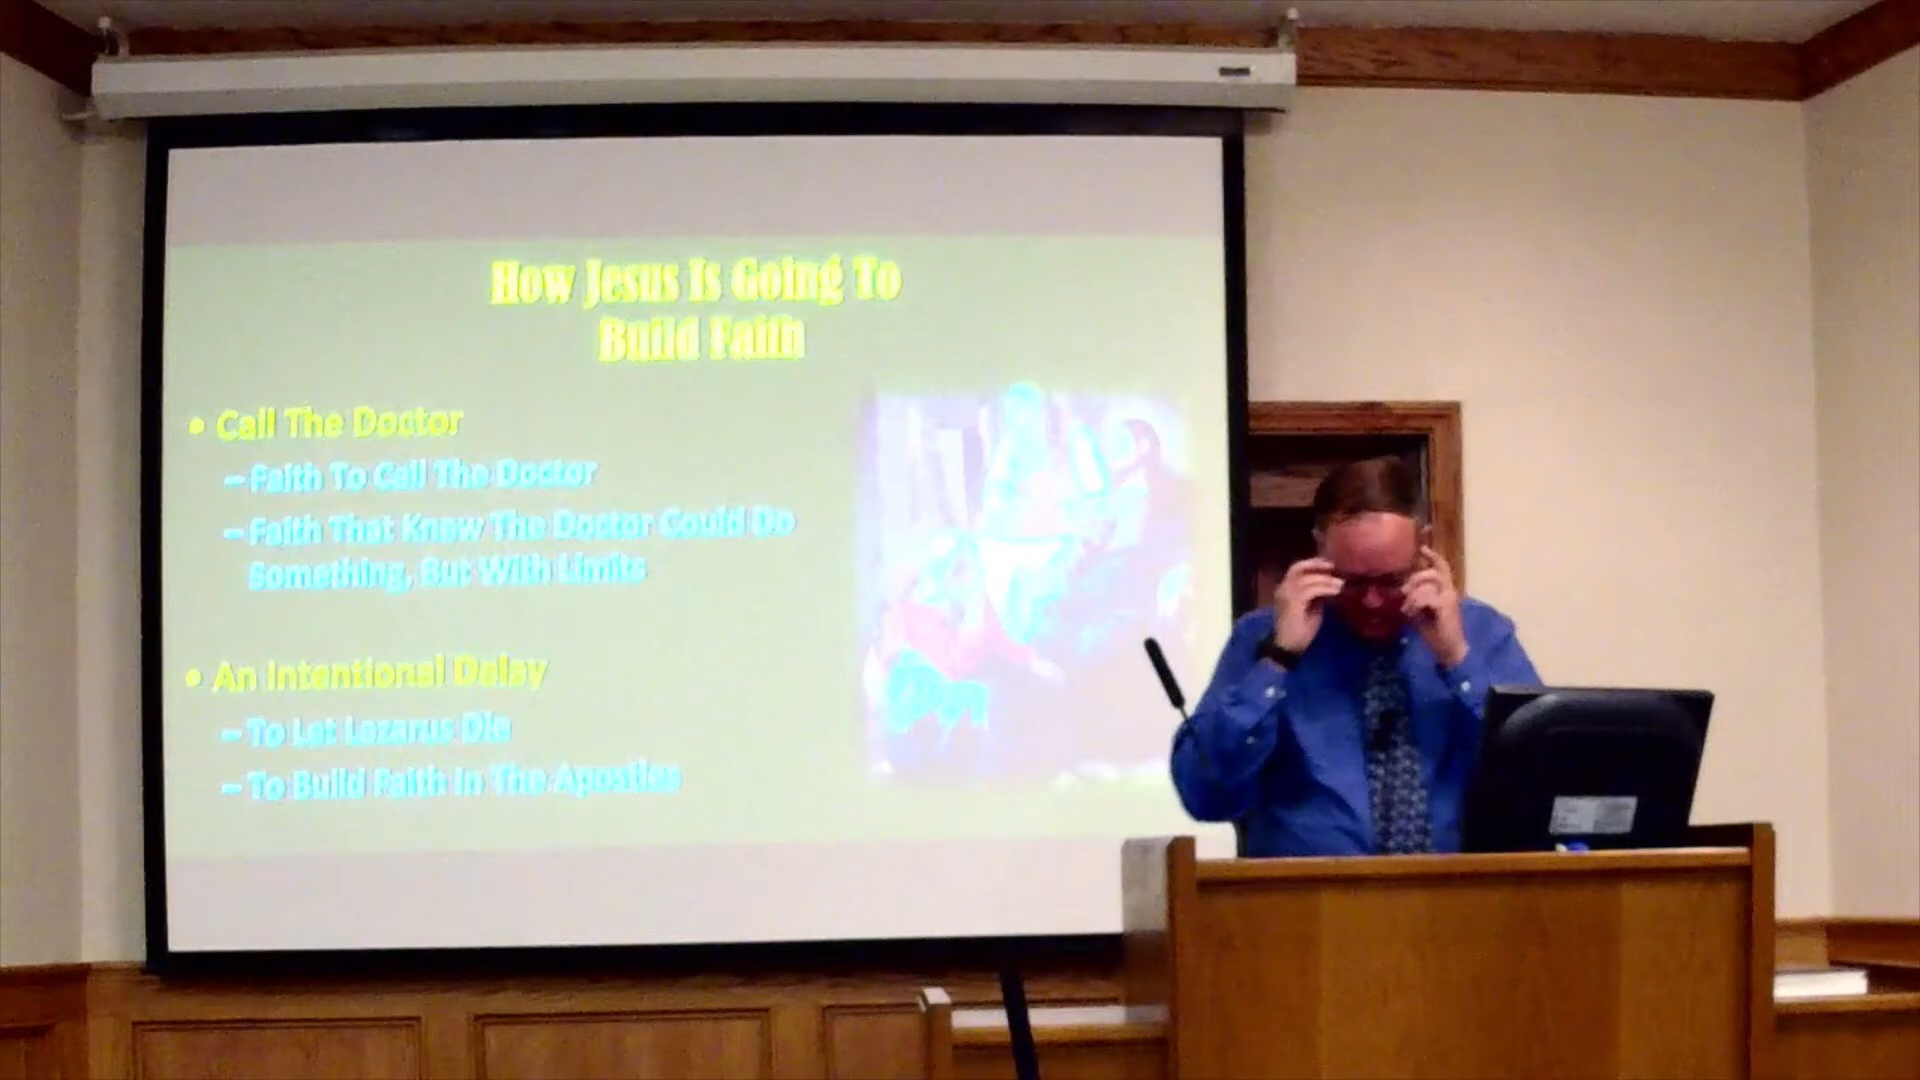 How Jesus Is Going To
Build Faith
• Call The Doctor
– Faith To Call The Doctor
– Faith That Knew The Doctor Could Do
Something, But With Limits
• An Intentional Delay
– To Let Lazarus Die
– To Build Faith In The Apostles